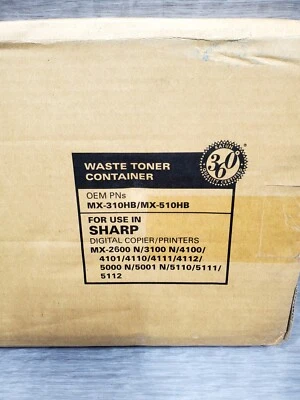 WASTE TONER
CONTAINER
360°
OEM PNs
MX-310HB/MX-510HB
FOR USE IN
SHARP
DIGITAL COPIER/PRINTERS
MX-2600 N/3100 N/4100/
4101/4110/4111/4112/
5000 N/5001 N/5110/5111/
5112